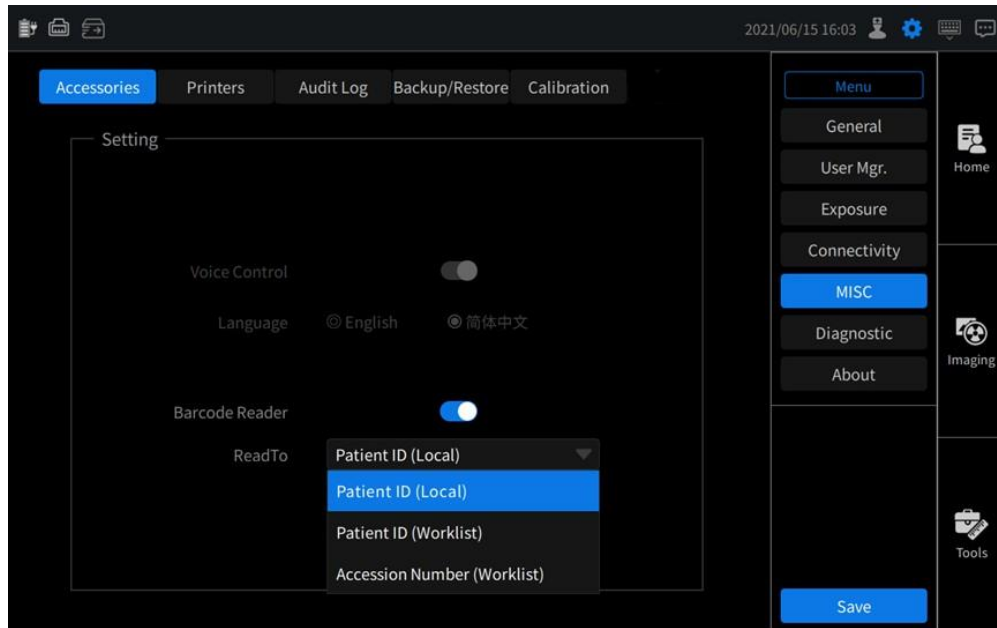 2021/06/15 16:03
Accessories Printers Audit Log Backup/Restore Calibration
Setting
Voice Control
Language English 简体中文
Barcode Reader
ReadTo Patient ID (Local)
Patient ID (Local)
Patient ID (Worklist)
Accession Number (Worklist)
Menu
General
User Mgr.
Exposure
Connectivity
MISC
Diagnostic
About
Save
Home
Imaging
Tools